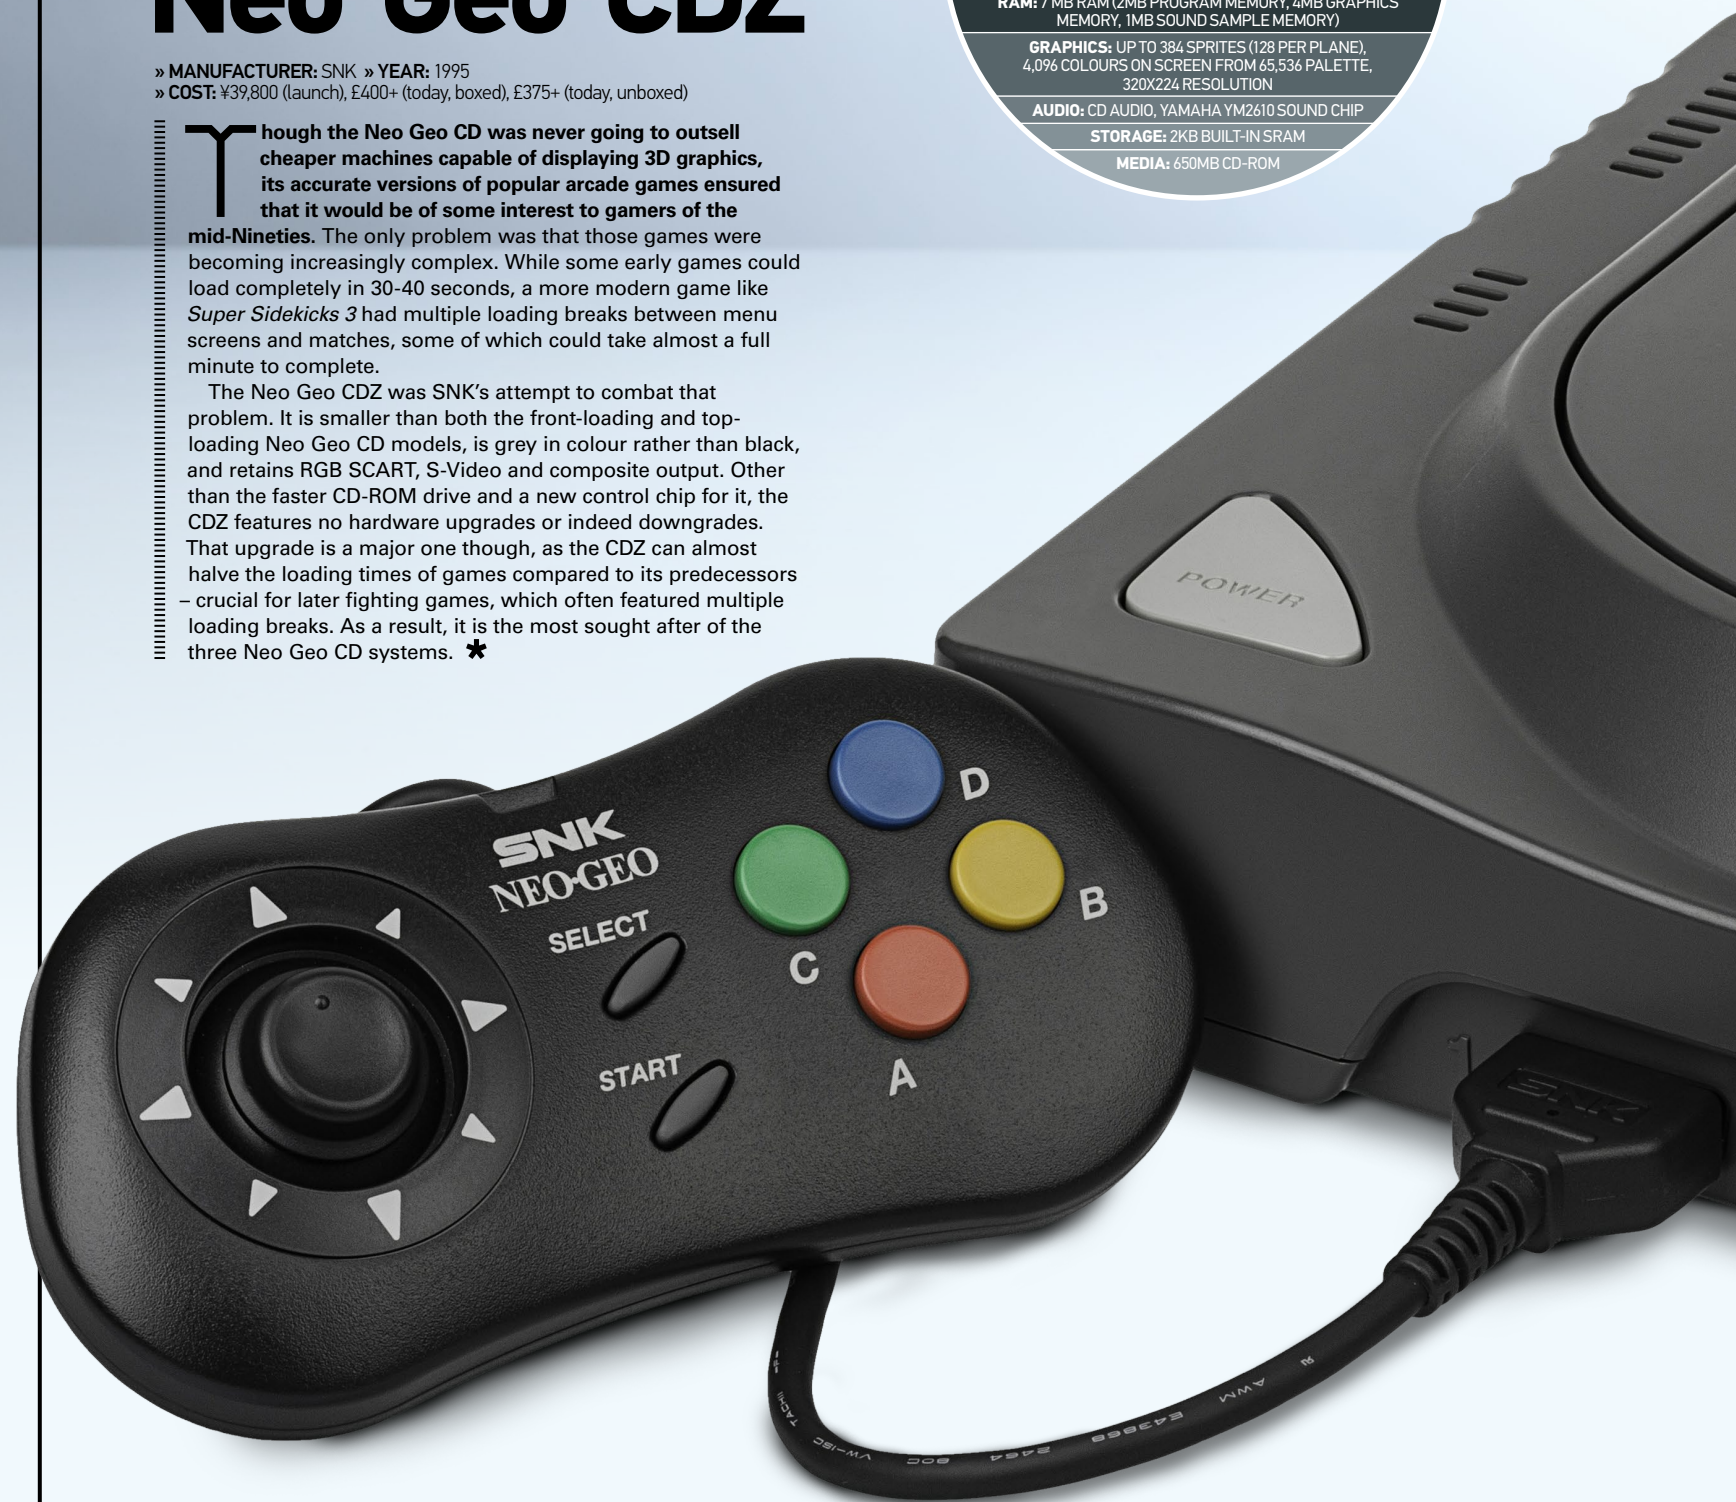 Neo Geo CDZ
» MANUFACTURER: SNK » YEAR: 1995
» COST: ¥39,800 (launch), £400+ (today, boxed), £375+ (today, unboxed)
Though the Neo Geo CD was never going to outsell
cheaper machines capable of displaying 3D graphics,
its accurate versions of popular arcade games ensured
that it would be of some interest to gamers of the
mid-Nineties. The only problem was that those games were
becoming increasingly complex. While some early games could
load completely in 30-40 seconds, a more modern game like
Super Sidekicks 3 had multiple loading breaks between menu
screens and matches, some of which could take almost a full
minute to complete.
The Neo Geo CDZ was SNK’s attempt to combat that
problem. It is smaller than both the front-loading and top-
loading Neo Geo CD models, is grey in colour rather than black,
and retains RGB SCART, S-Video and composite output. Other
than the faster CD-ROM drive and a new control chip for it, the
CDZ features no hardware upgrades or indeed downgrades.
That upgrade is a major one though, as the CDZ can almost
halve the loading times of games compared to its predecessors
– crucial for later fighting games, which often featured multiple
loading breaks. As a result, it is the most sought after of the
three Neo Geo CD systems. *
RAM: 7 MB RAM (2MB PROGRAM MEMORY, 4MB GRAPHICS
MEMORY, 1MB SOUND SAMPLE MEMORY)
GRAPHICS: UP TO 384 SPRITES (128 PER PLANE),
4,096 COLOURS ON SCREEN FROM 65,536 PALETTE,
320X224 RESOLUTION
AUDIO: CD AUDIO, YAMAHA YM2610 SOUND CHIP
STORAGE: 2KB BUILT-IN SRAM
MEDIA: 650MB CD-ROM
POWER
SNK
NEO·GEO
SELECT
START
D
B
C
A
1
SNK
TACHII VW-1SC 80C 2464 E43868 AWM